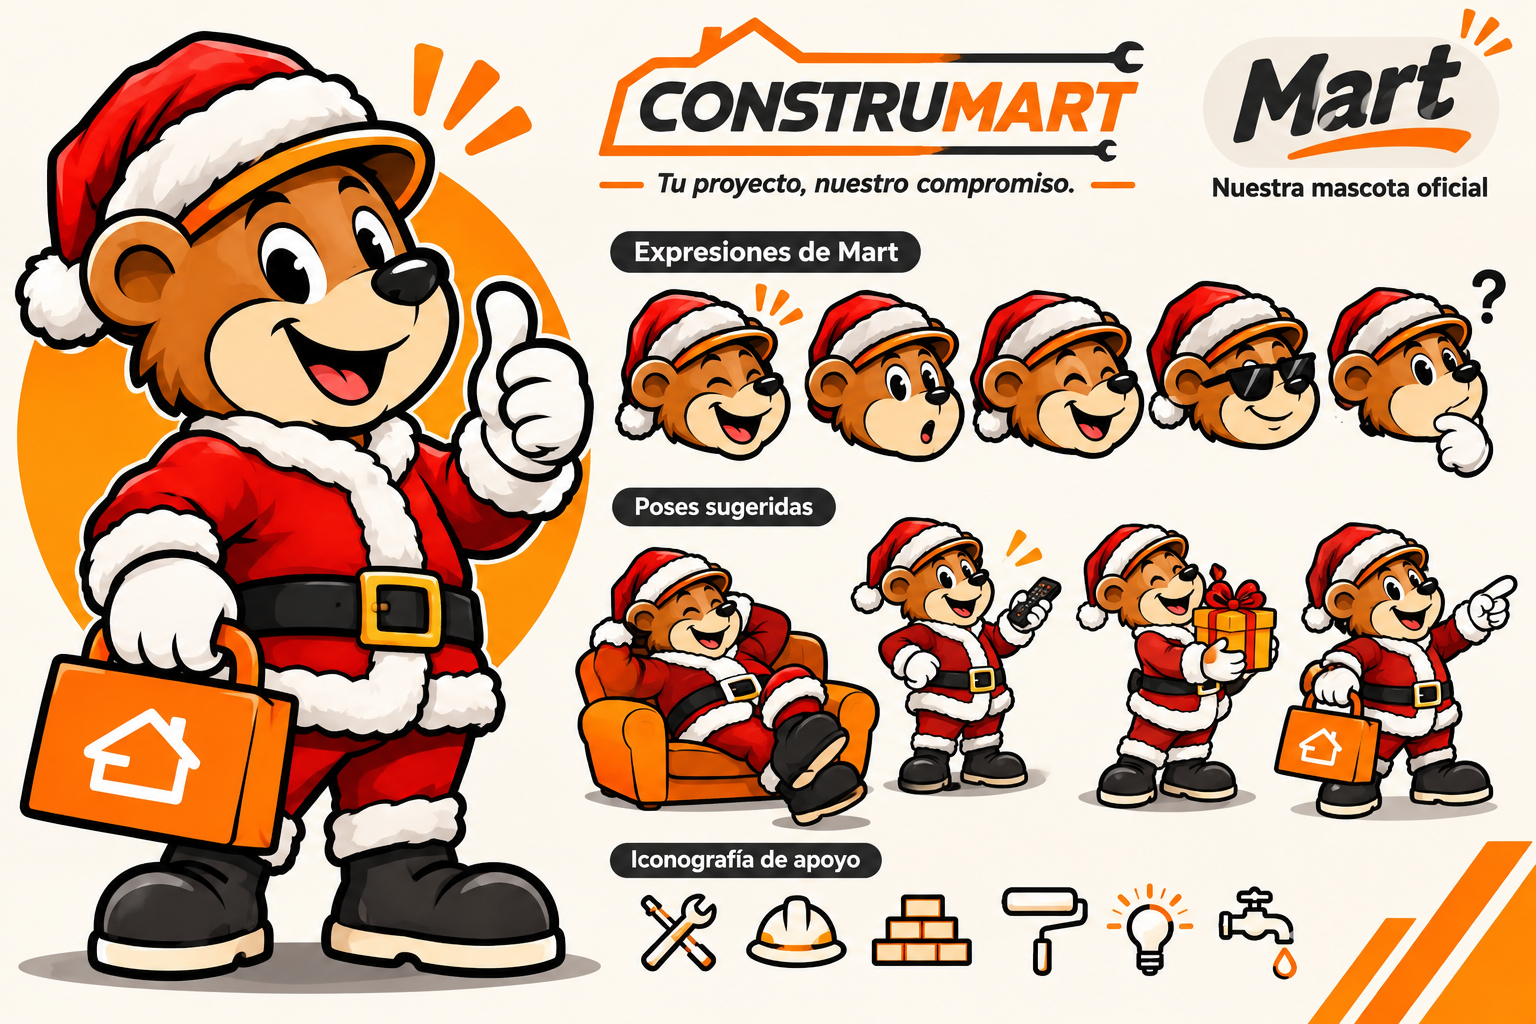 CONSTRUMART
Tu proyecto, nuestro compromiso.
Mart
Nuestra mascota oficial
Expresiones de Mart
?
Poses sugeridas
Iconografía de apoyo